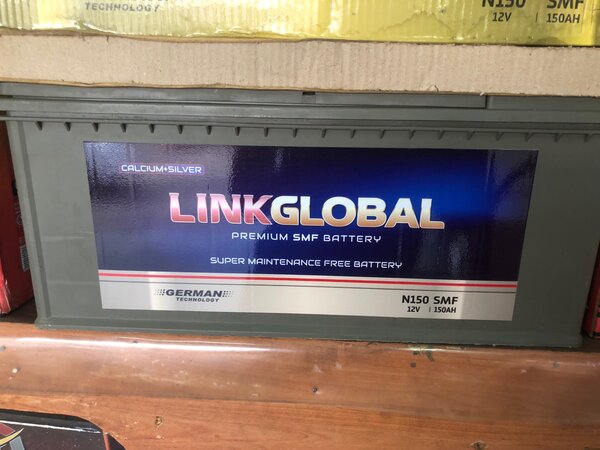 TECHNOLOGY
N150 SMF
12V | 150AH
CALCIUM+SILVER
LINKGLOBAL
PREMIUM SMF BATTERY
SUPER MAINTENANCE FREE BATTERY
GERMAN
TECHNOLOGY
N150 SMF
12V | 150AH